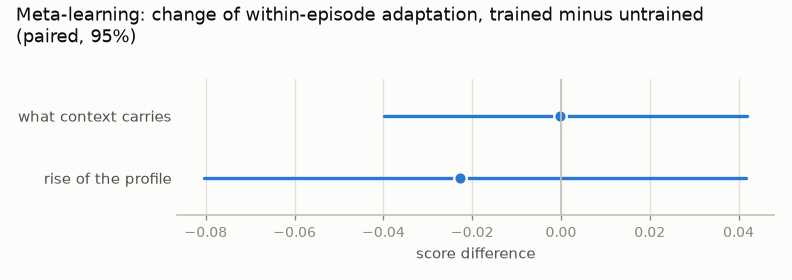 Meta-learning: change of within-episode adaptation, trained minus untrained
(paired, 95%)
what context carries
rise of the profile
−0.08 −0.06 −0.04 −0.02 0.00 0.02 0.04
score difference